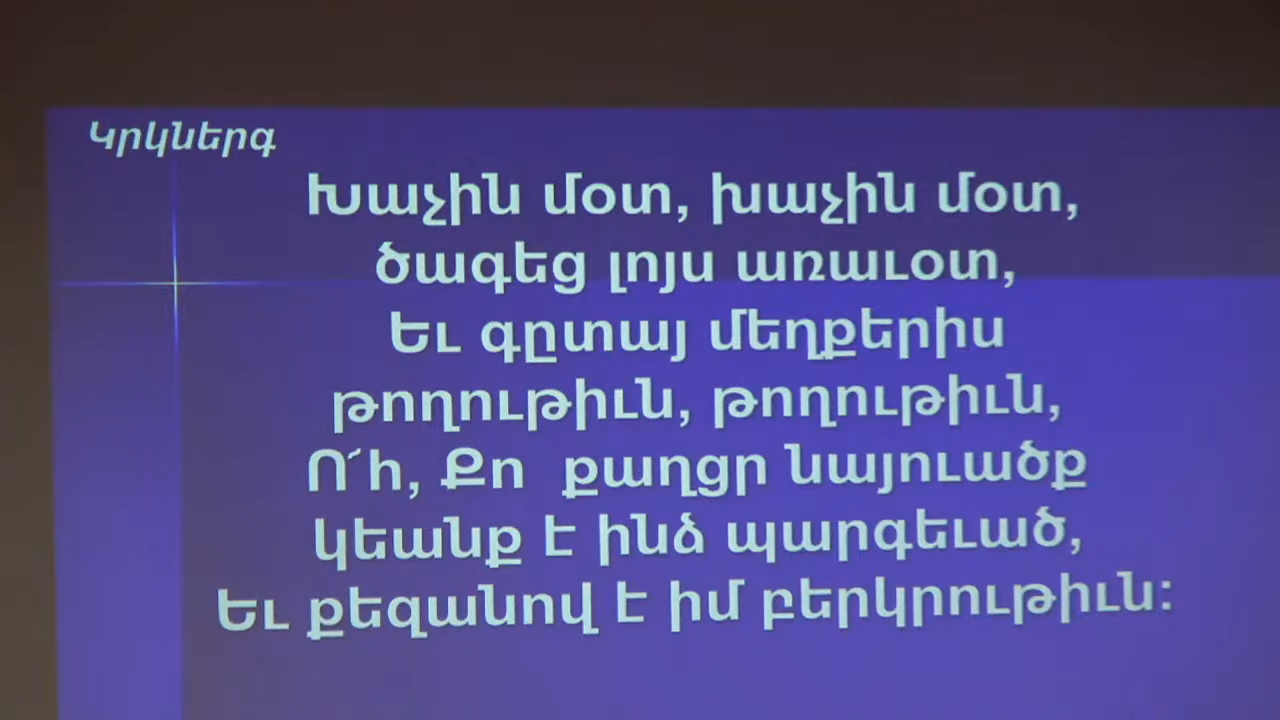 Կրկներգ
Խաչին մօտ, խաչին մօտ,
ծագեց լոյս առաւօտ,
Եւ գըտայ մեղքերիս
թողութիւն, թողութիւն,
Ո՜հ, Քո քաղցր նայուածք
կեանք է ինձ պարգեւած,
Եւ քեզանով է իմ բերկրութիւն։